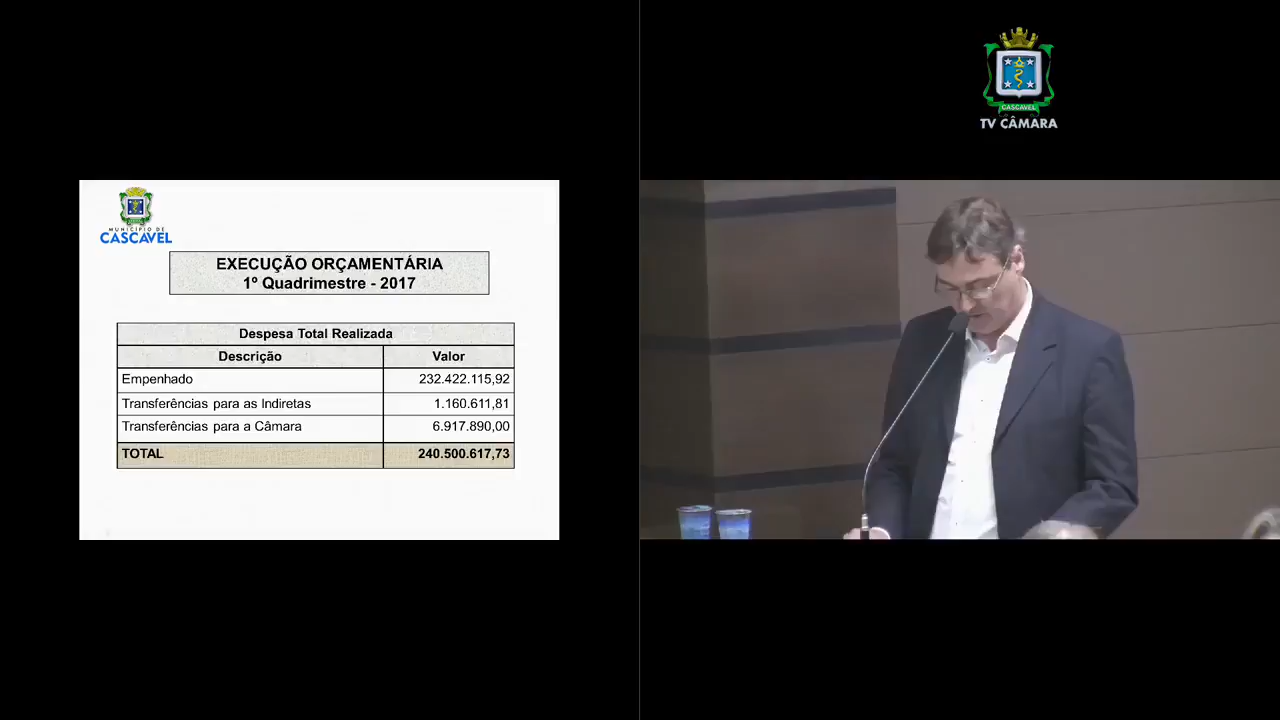 MUNICÍPIO DE
CASCAVEL
EXECUÇÃO ORÇAMENTÁRIA
1º Quadrimestre - 2017
Despesa Total Realizada
Descrição Valor
Empenhado 232.422.115,92
Transferências para as Indiretas 1.160.611,81
Transferências para a Câmara 6.917.890,00
TOTAL 240.500.617,73
CASCAVEL
TV CÂMARA